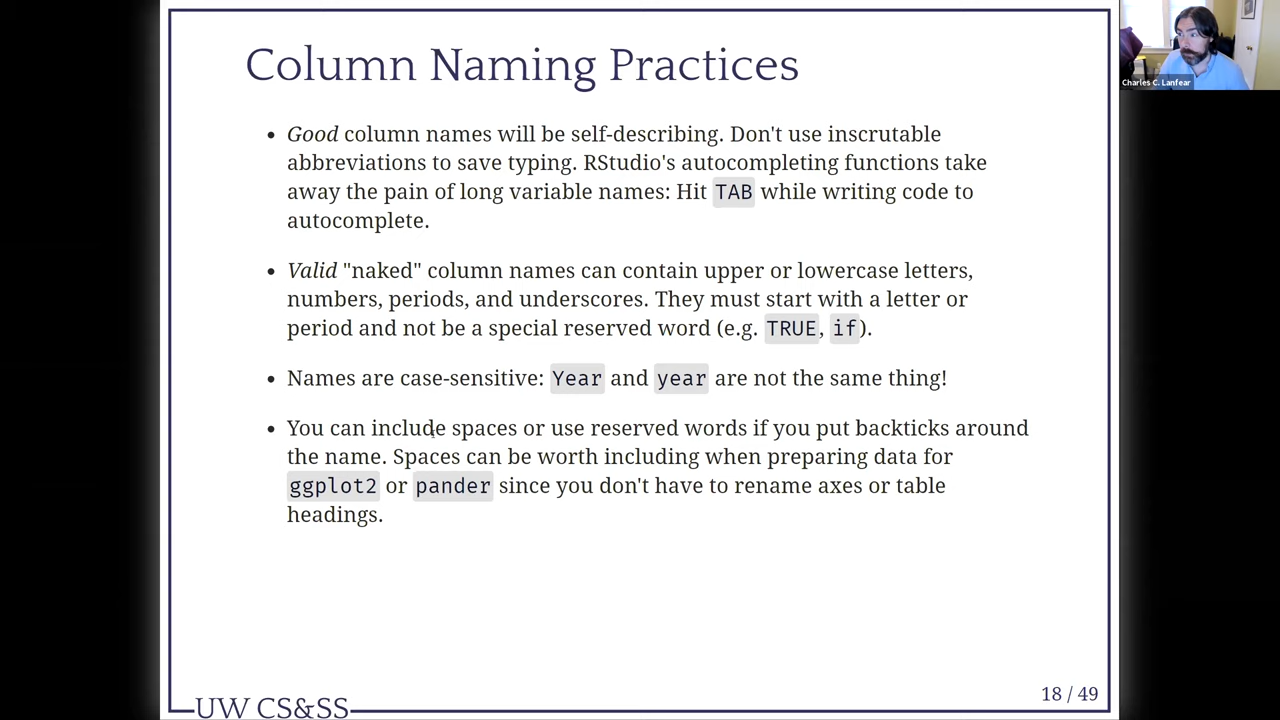 Column Naming Practices
Charles C. Lanfear
• Good column names will be self-describing. Don't use inscrutable
abbreviations to save typing. RStudio's autocompleting functions take
away the pain of long variable names: Hit TAB while writing code to
autocomplete.
• Valid "naked" column names can contain upper or lowercase letters,
numbers, periods, and underscores. They must start with a letter or
period and not be a special reserved word (e.g. TRUE, if).
• Names are case-sensitive: Year and year are not the same thing!
• You can include spaces or use reserved words if you put backticks around
the name. Spaces can be worth including when preparing data for
ggplot2 or pander since you don't have to rename axes or table
headings.
18 / 49
UW CS&SS